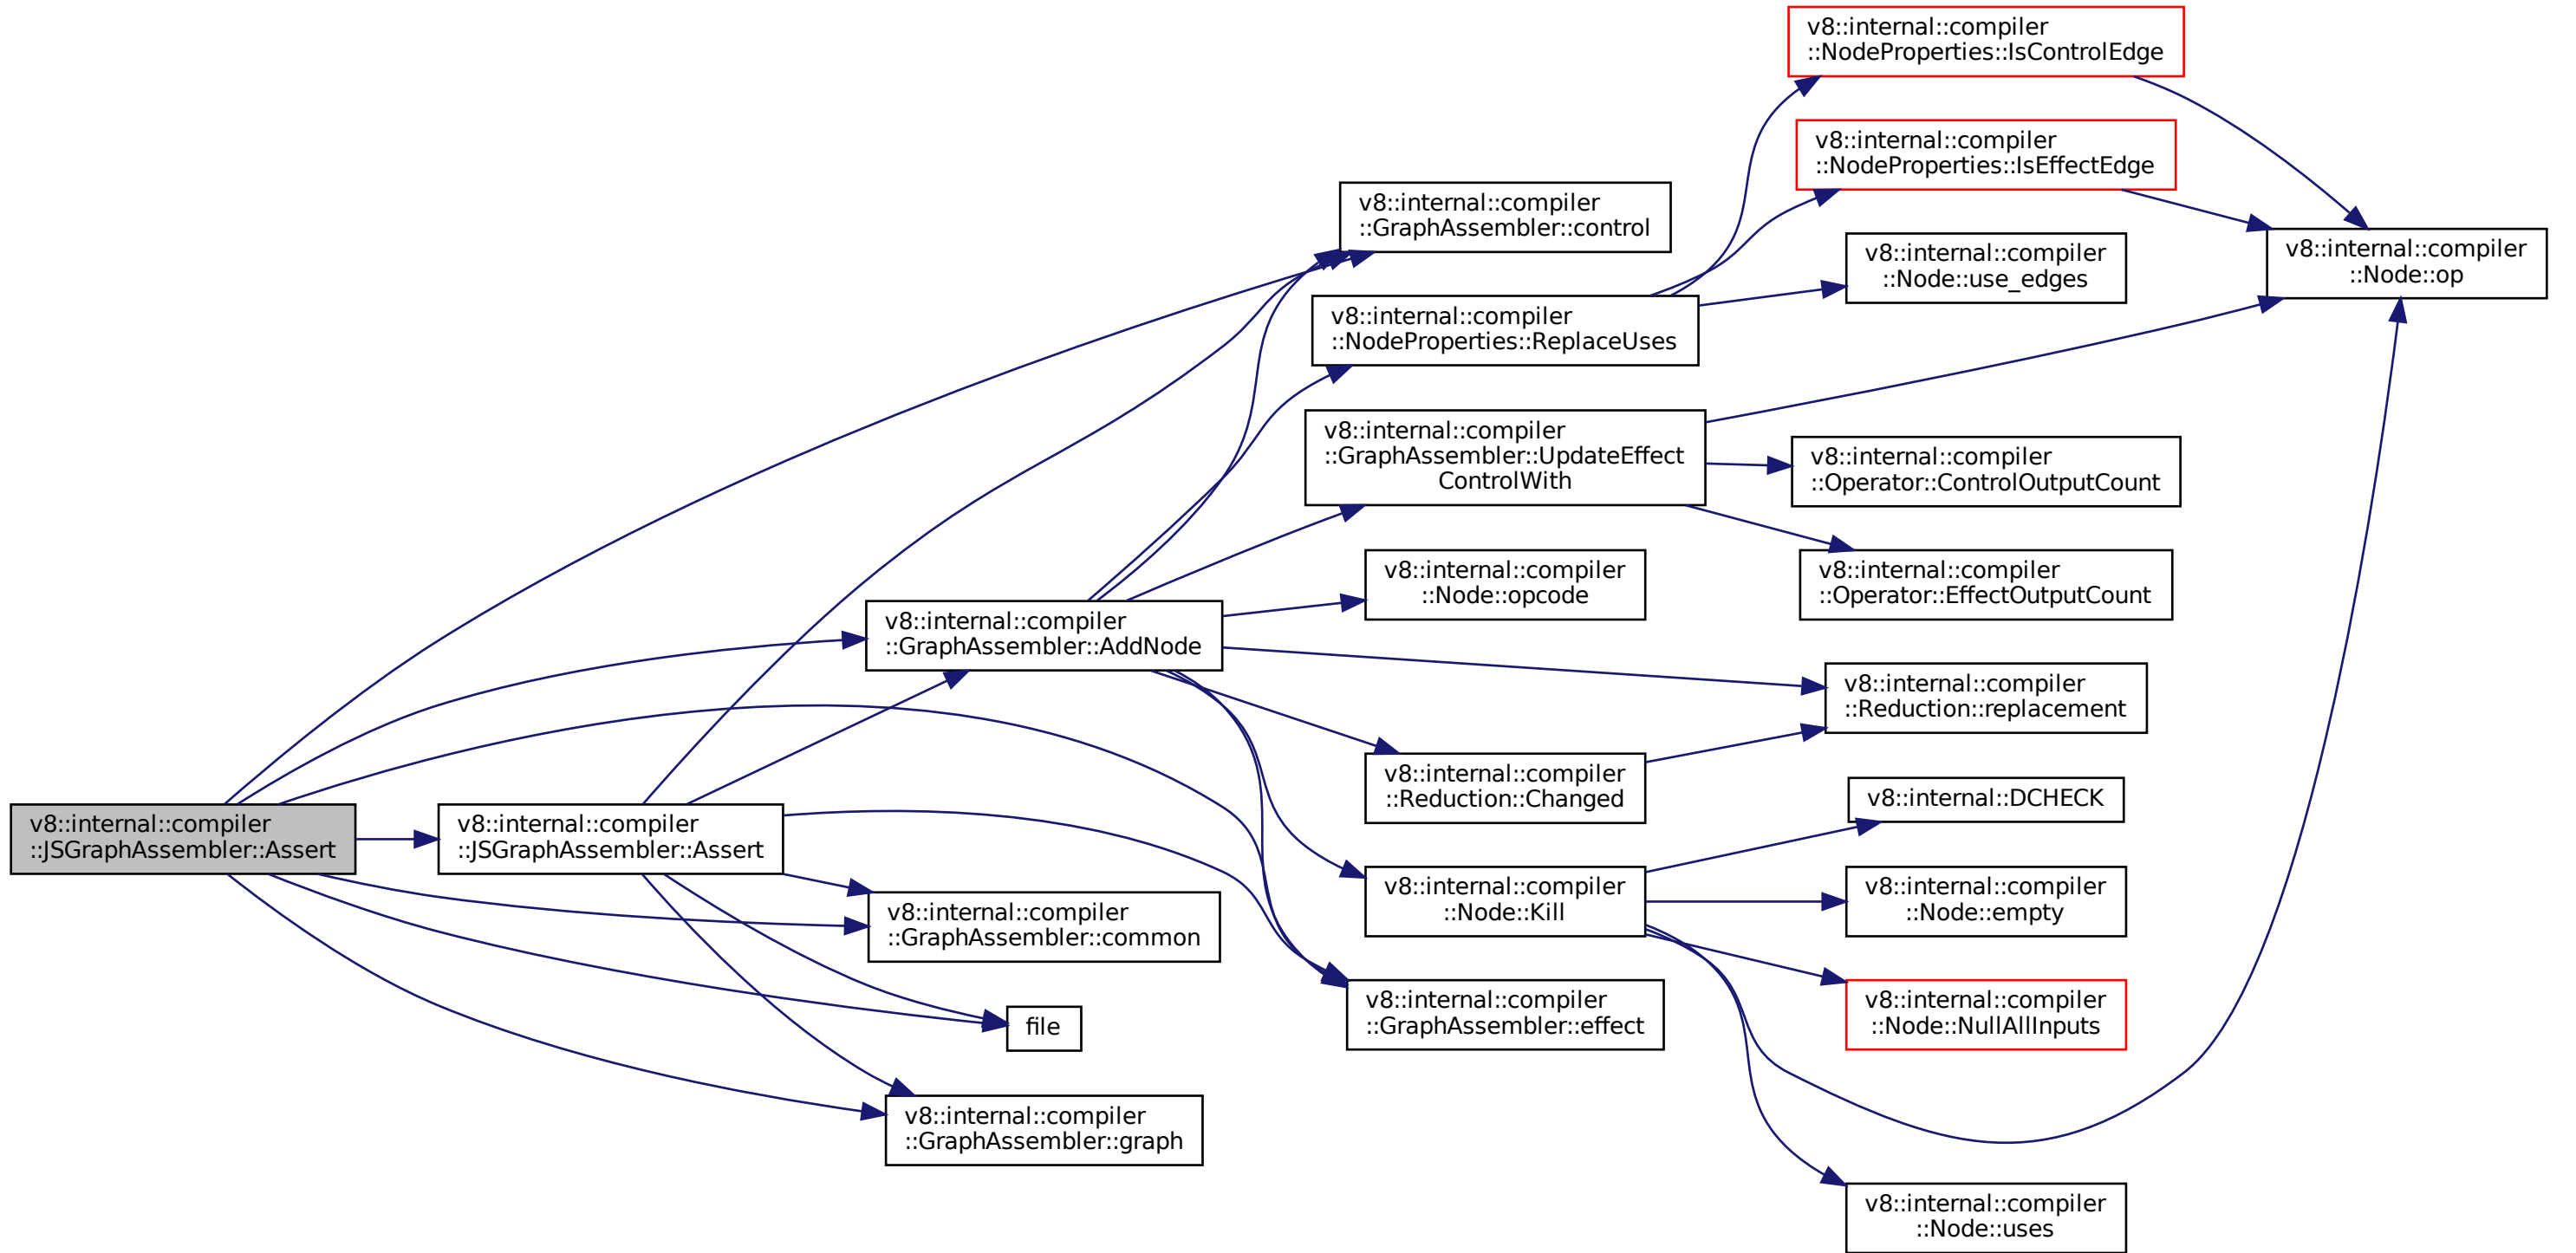 v8::internal::compiler
::JSGraphAssembler::Assert
v8::internal::compiler
::JSGraphAssembler::Assert
v8::internal::compiler
::GraphAssembler::AddNode
v8::internal::compiler
::GraphAssembler::common
file
v8::internal::compiler
::GraphAssembler::graph
v8::internal::compiler
::GraphAssembler::control
v8::internal::compiler
::NodeProperties::ReplaceUses
v8::internal::compiler
::GraphAssembler::UpdateEffect
ControlWith
v8::internal::compiler
::Node::opcode
v8::internal::compiler
::Reduction::Changed
v8::internal::compiler
::Node::Kill
v8::internal::compiler
::GraphAssembler::effect
v8::internal::compiler
::NodeProperties::IsControlEdge
v8::internal::compiler
::NodeProperties::IsEffectEdge
v8::internal::compiler
::Node::use_edges
v8::internal::compiler
::Operator::ControlOutputCount
v8::internal::compiler
::Operator::EffectOutputCount
v8::internal::compiler
::Reduction::replacement
v8::internal::DCHECK
v8::internal::compiler
::Node::empty
v8::internal::compiler
::Node::NullAllInputs
v8::internal::compiler
::Node::uses
v8::internal::compiler
::Node::op